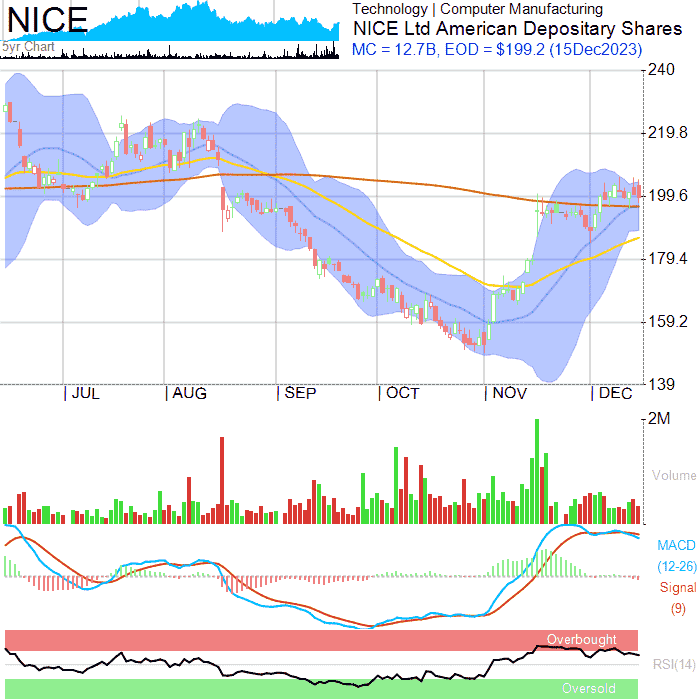 NICE
5yr Chart
Technology | Computer Manufacturing
NICE Ltd American Depositary Shares
MC = 12.7B, EOD = $199.2 (15Dec2023)
240
219.8
199.6
179.4
159.2
139
JUL
AUG
SEP
OCT
NOV
DEC
2M
Volume
MACD
(12-26)
Signal
(9)
Overbought
RSI(14)
Oversold